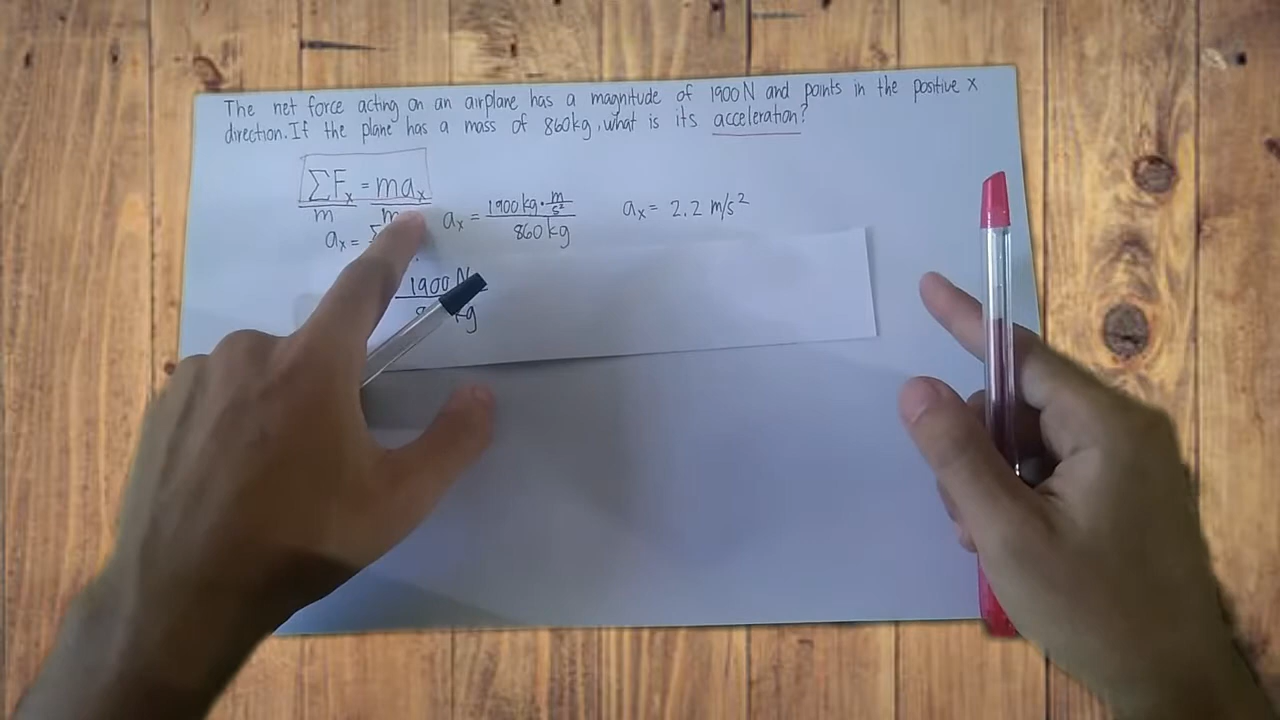 The net force acting on an airplane has a magnitude of 1900N and points in the positive x
direction. If the plane has a mass of 860kg, what is its acceleration?
ΣFₓ = maₓ
m m
aₓ =
aₓ = 1900 kg · m/s² / 860 kg
aₓ = 2.2 m/s²
1900 N
kg